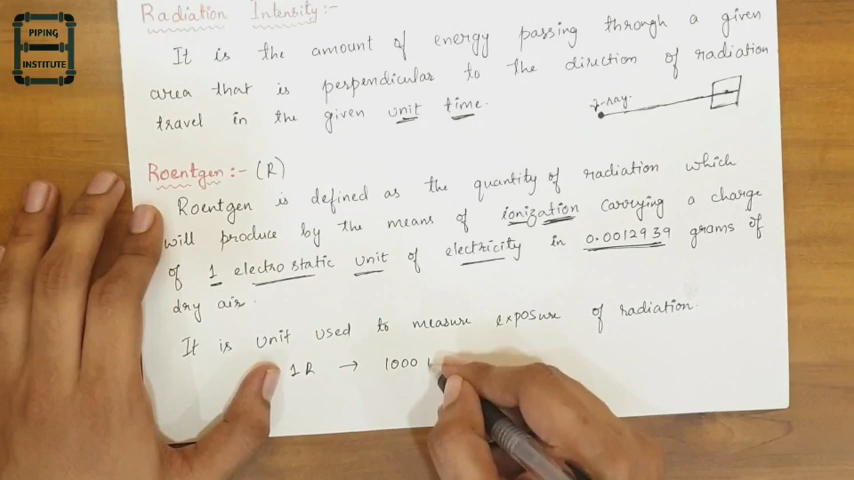 PIPING
INSTITUTE
Radiation Intensity:-
It is the amount of energy passing through a given
area that is perpendicular to the direction of radiation
travel in the given unit time.
Roentgen:- (R)
Roentgen is defined as the quantity of radiation which
will produce by the means of ionization carrying a charge
of 1 electro static unit of electricity in 0.0012939 grams of
dry air.
It is unit used to measure exposure of radiation.
1R → 1000